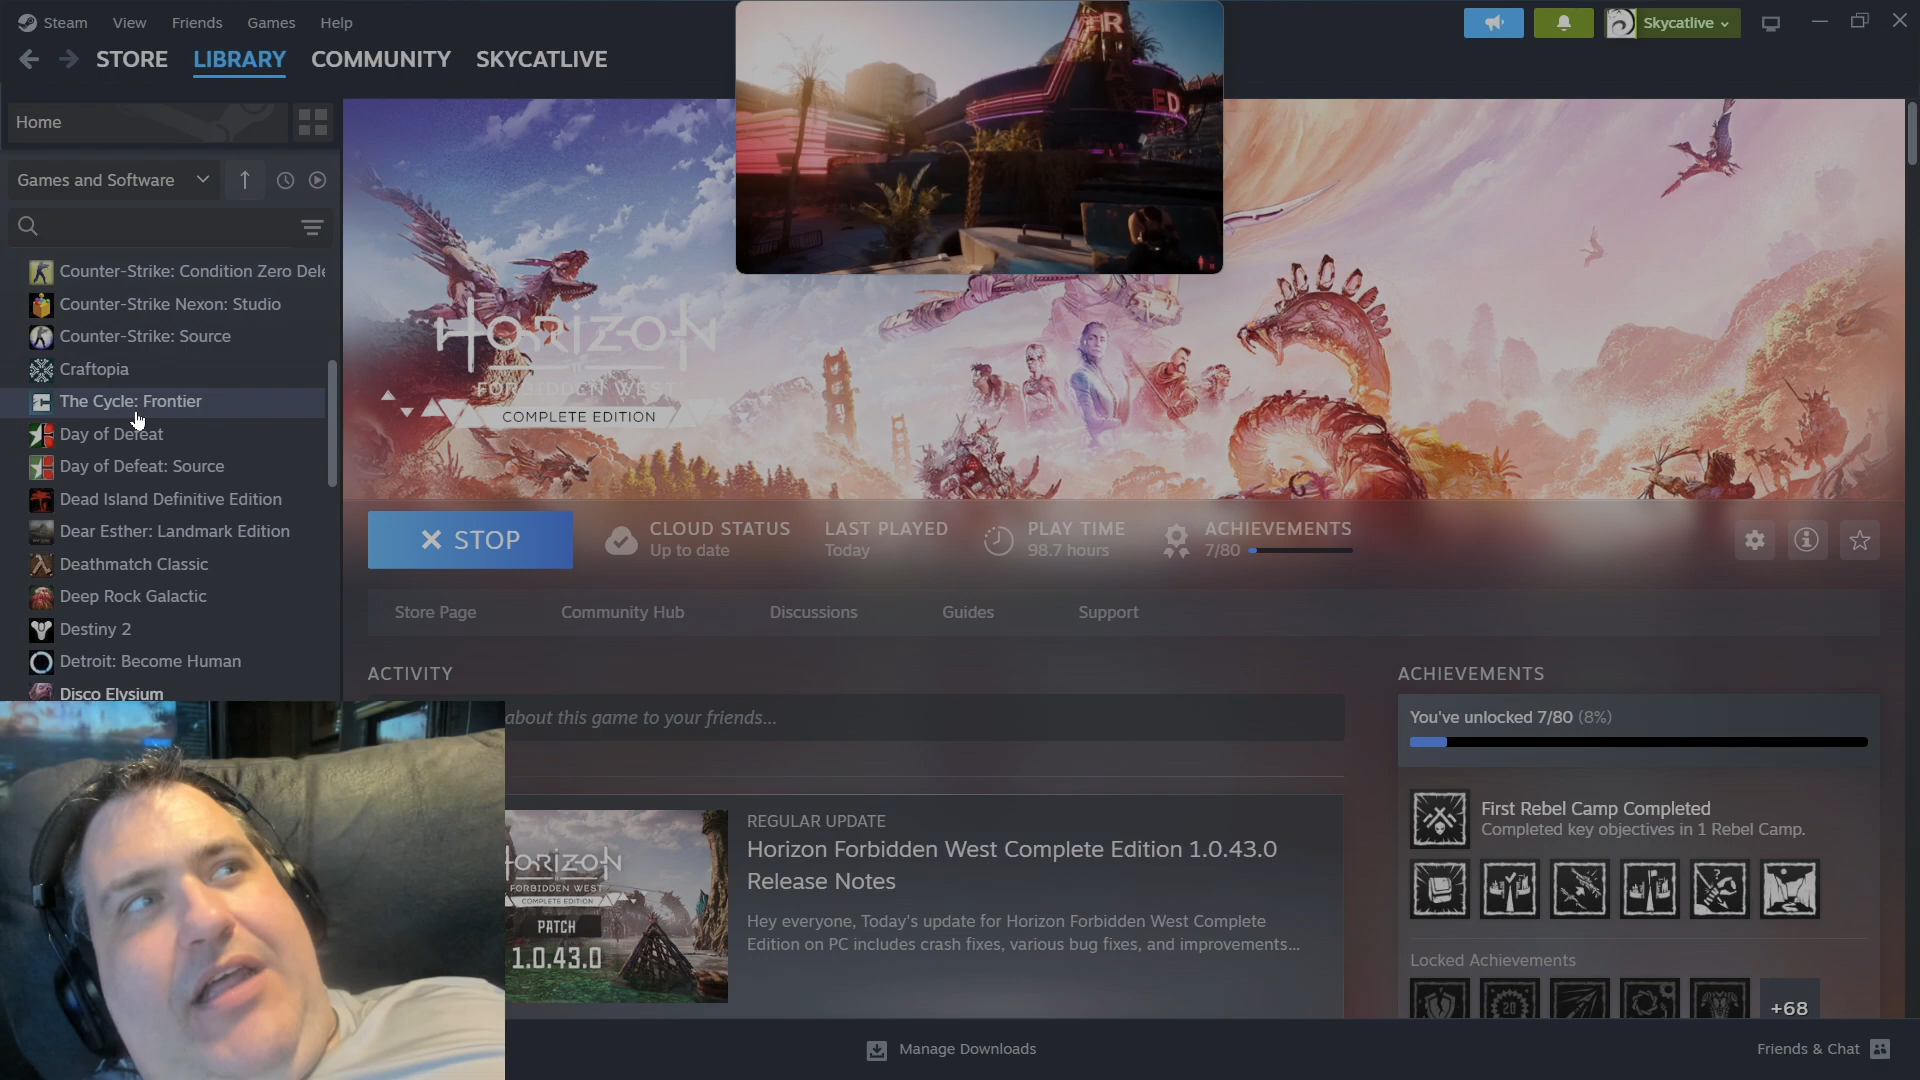 Steam View Friends Games Help
Skycatlive
STORE LIBRARY COMMUNITY SKYCATLIVE
Home
Games and Software
Counter-Strike: Condition Zero Dele
Counter-Strike Nexon: Studio
Counter-Strike: Source
Craftopia
The Cycle: Frontier
Day of Defeat
Day of Defeat: Source
Dead Island Definitive Edition
Dear Esther: Landmark Edition
Deathmatch Classic
Deep Rock Galactic
Destiny 2
Detroit: Become Human
Disco Elysium
HORIZON
FORBIDDEN WEST
COMPLETE EDITION
STOP
CLOUD STATUS
Up to date
LAST PLAYED
Today
PLAY TIME
98.7 hours
ACHIEVEMENTS
7/80
Store Page Community Hub Discussions Guides Support
ACTIVITY
about this game to your friends...
REGULAR UPDATE
Horizon Forbidden West Complete Edition 1.0.43.0
Release Notes
Hey everyone, Today's update for Horizon Forbidden West Complete
Edition on PC includes crash fixes, various bug fixes, and improvements...
HORIZON
FORBIDDEN WEST
COMPLETE EDITION
PATCH
1.0.43.0
ACHIEVEMENTS
You've unlocked 7/80 (8%)
First Rebel Camp Completed
Completed key objectives in 1 Rebel Camp.
Locked Achievements
20
+68
Manage Downloads
Friends & Chat